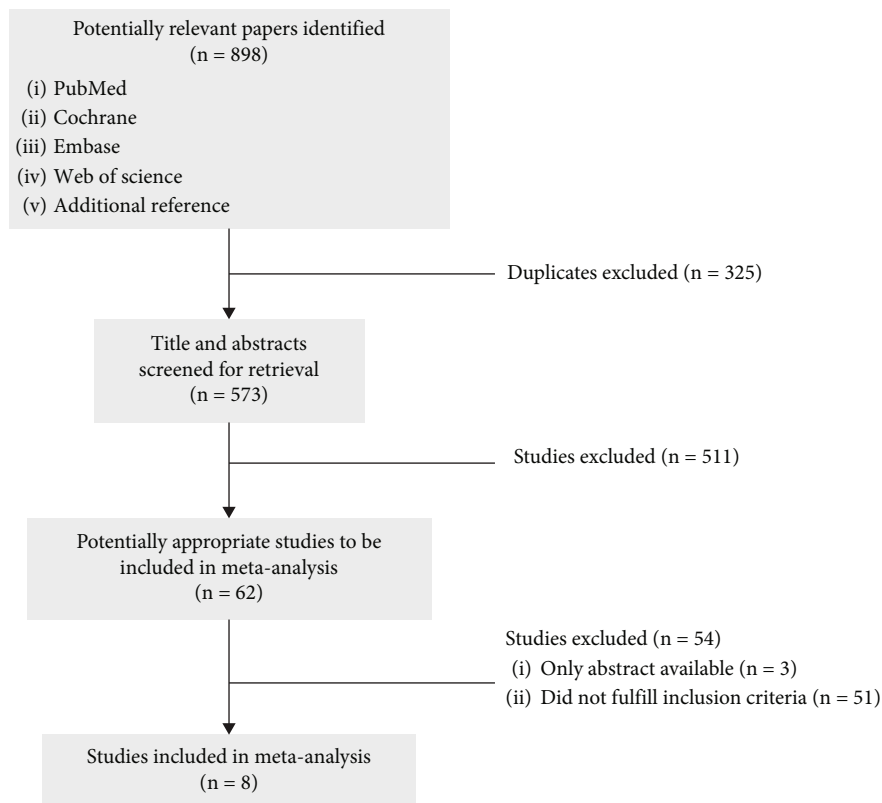 Potentially relevant papers identified
(n = 898)
(i) PubMed
(ii) Cochrane
(iii) Embase
(iv) Web of science
(v) Additional reference
Duplicates excluded (n = 325)
Title and abstracts
screened for retrieval
(n = 573)
Studies excluded (n = 511)
Potentially appropriate studies to be
included in meta-analysis
(n = 62)
Studies excluded (n = 54)
(i) Only abstract available (n = 3)
(ii) Did not fulfill inclusion criteria (n = 51)
Studies included in meta-analysis
(n = 8)